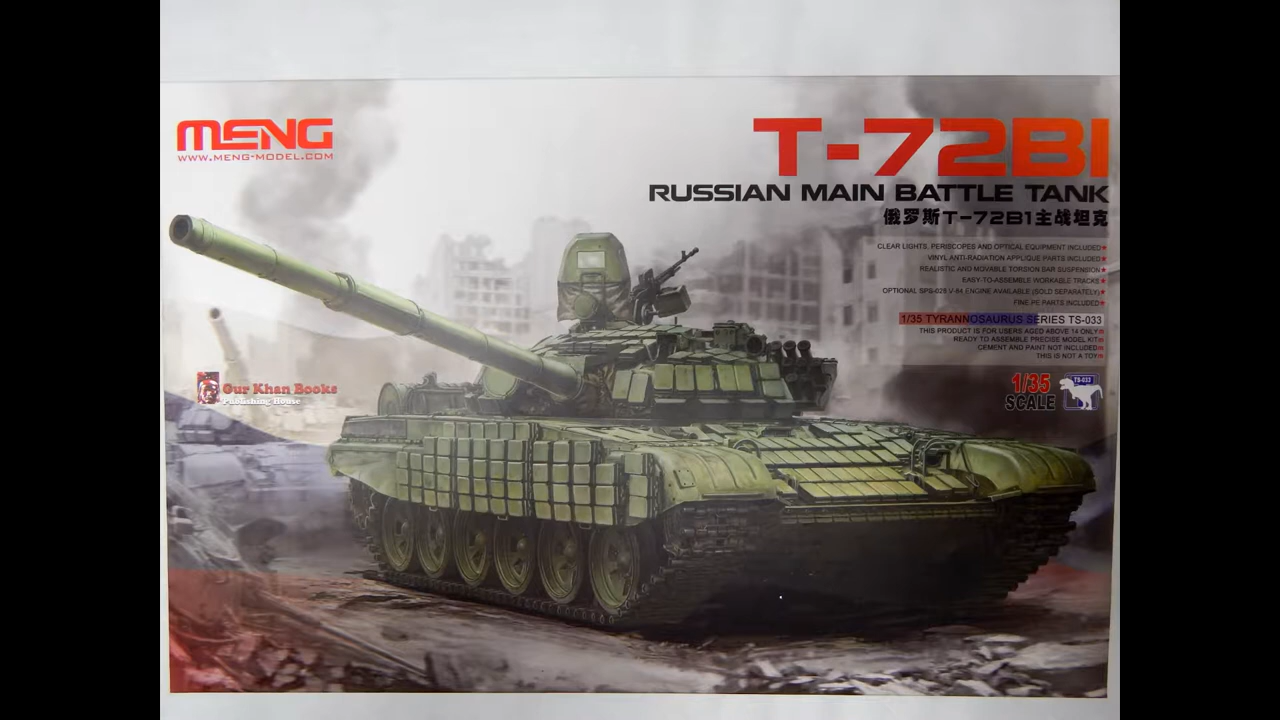 MENG
WWW.MENG-MODEL.COM
T-72B1
RUSSIAN MAIN BATTLE TANK
俄罗斯T-72B1主战坦克
CLEAR LIGHTS, PERISCOPES AND OPTICAL EQUIPMENT INCLUDED
VINYL ANTI-RADIATION APPLIQUE PARTS INCLUDED
REALISTIC AND MOVABLE TORSION BAR SUSPENSION
EASY-TO-ASSEMBLE WORKABLE TRACKS
OPTIONAL SPS-028 V-84 ENGINE AVAILABLE (SOLD SEPARATELY)
FINE PE PARTS INCLUDED
1/35 TYRANNOSAURUS SERIES TS-033
THIS PRODUCT IS FOR USERS AGED ABOVE 14 ONLY
READY TO ASSEMBLE PRECISE MODEL KIT
CEMENT AND PAINT NOT INCLUDED
THIS IS NOT A TOY
1/35
SCALE
TS-033
Gur Khan Books
Publishing House